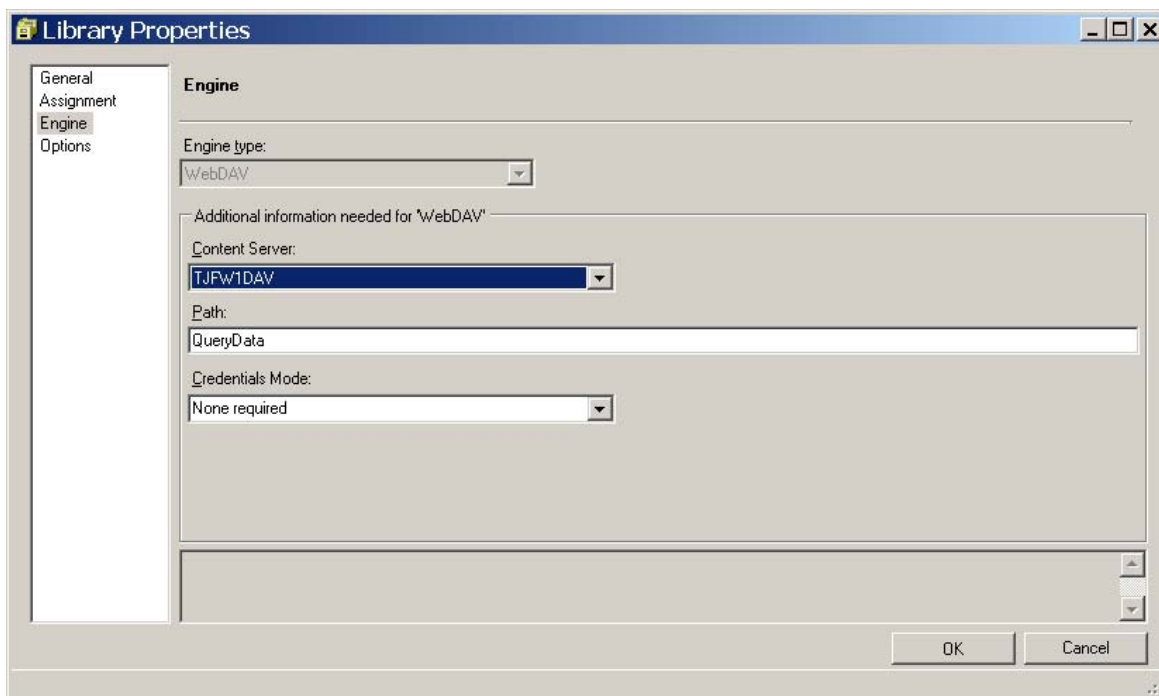 Library Properties
General
Assignment
Engine
Options
Engine
Engine type:
WebDAV
Additional information needed for 'WebDAV'
Content Server:
TJFW1DAV
Path:
QueryData
Credentials Mode:
None required
OK
Cancel